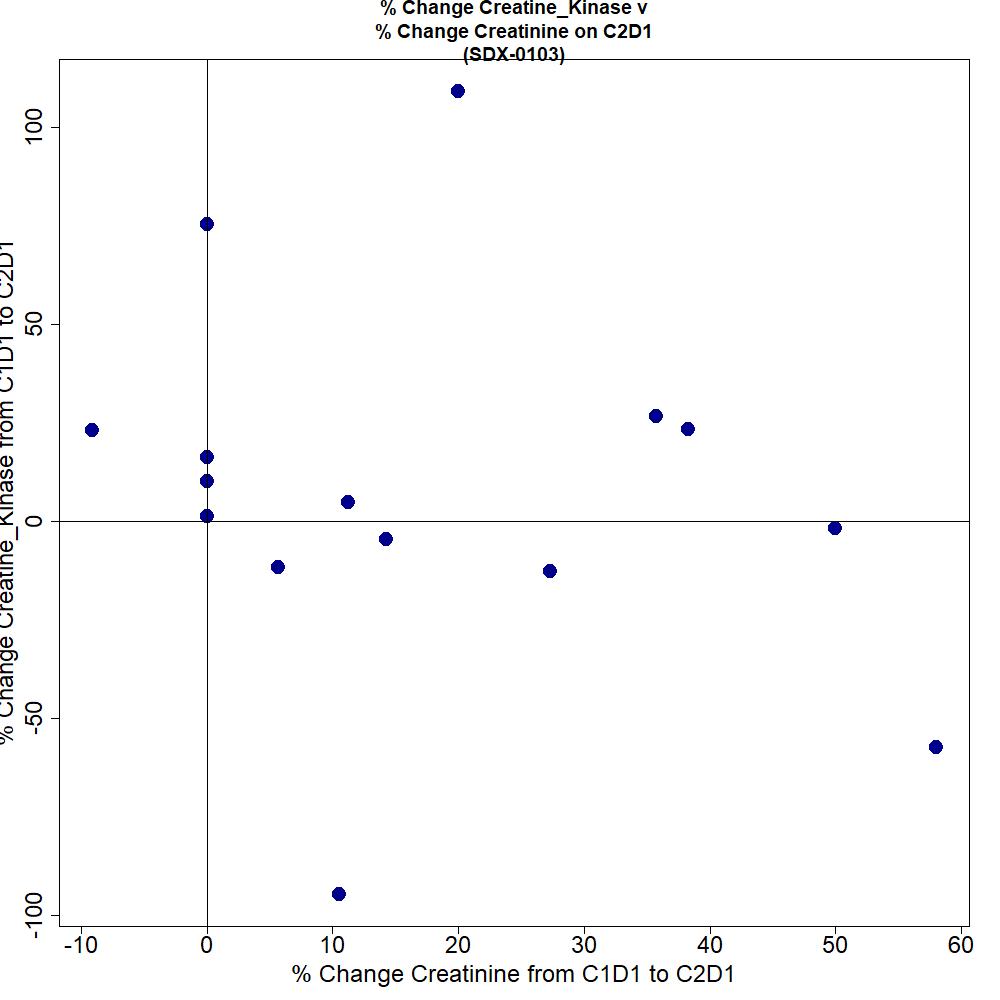 % Change Creatine_Kinase v
% Change Creatinine on C2D1
(SDX-0103)
% Change Creatine_Kinase from C1D1 to C2D1
100
50
0
-50
-100
-10 0 10 20 30 40 50 60
% Change Creatinine from C1D1 to C2D1